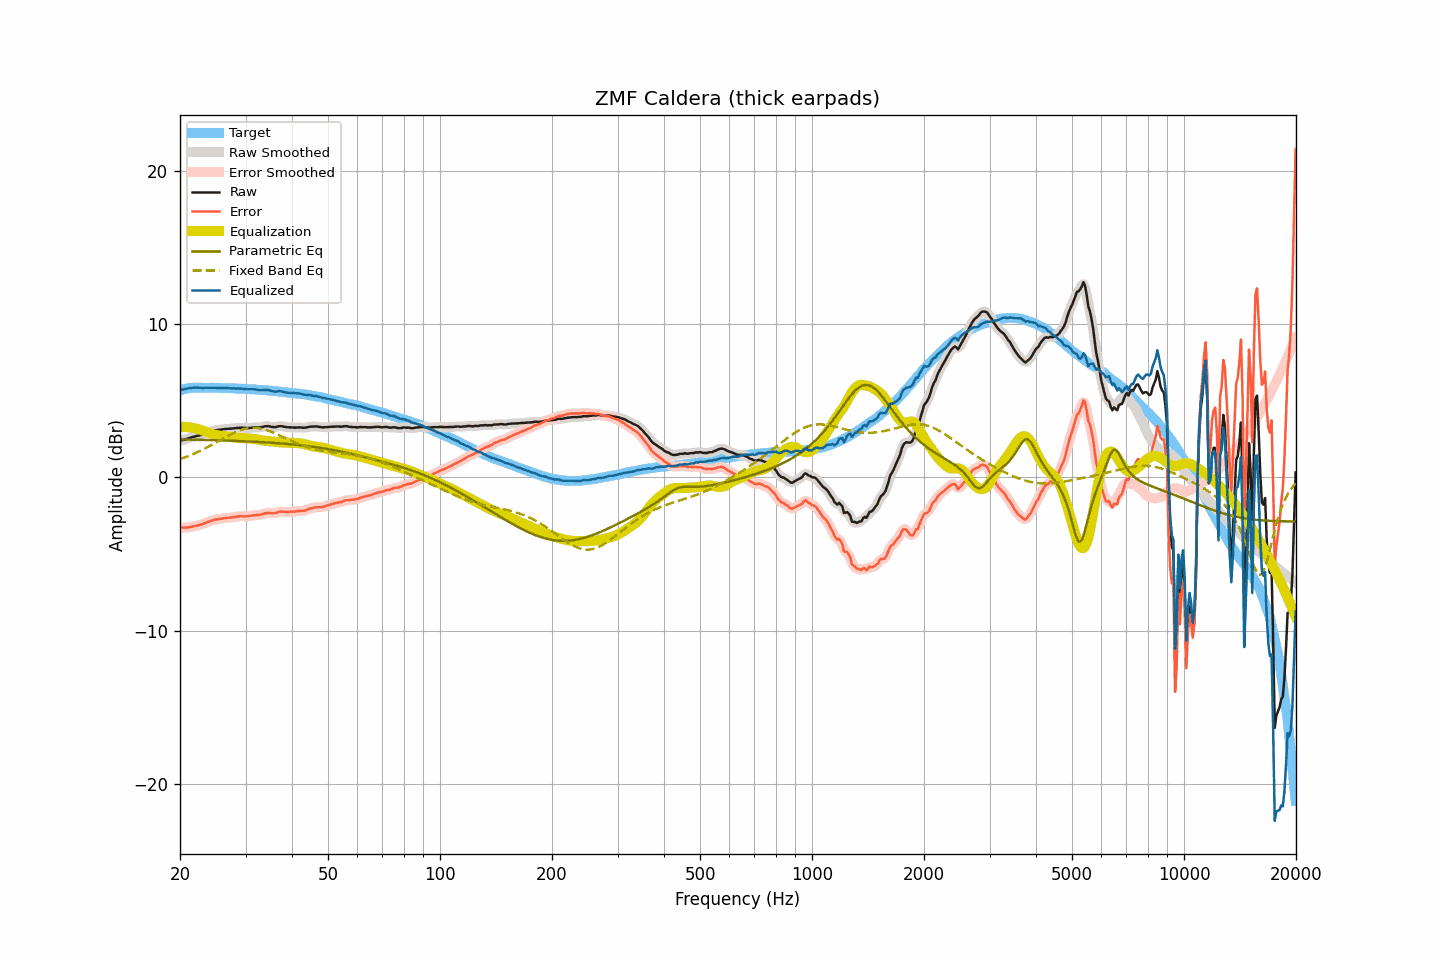 ZMF Caldera (thick earpads)
Target
Raw Smoothed
Error Smoothed
Raw
Error
Equalization
Parametric Eq
Fixed Band Eq
Equalized
20
10
0
−10
−20
Amplitude (dBr)
20
50
100
200
500
1000
2000
5000
10000
20000
Frequency (Hz)